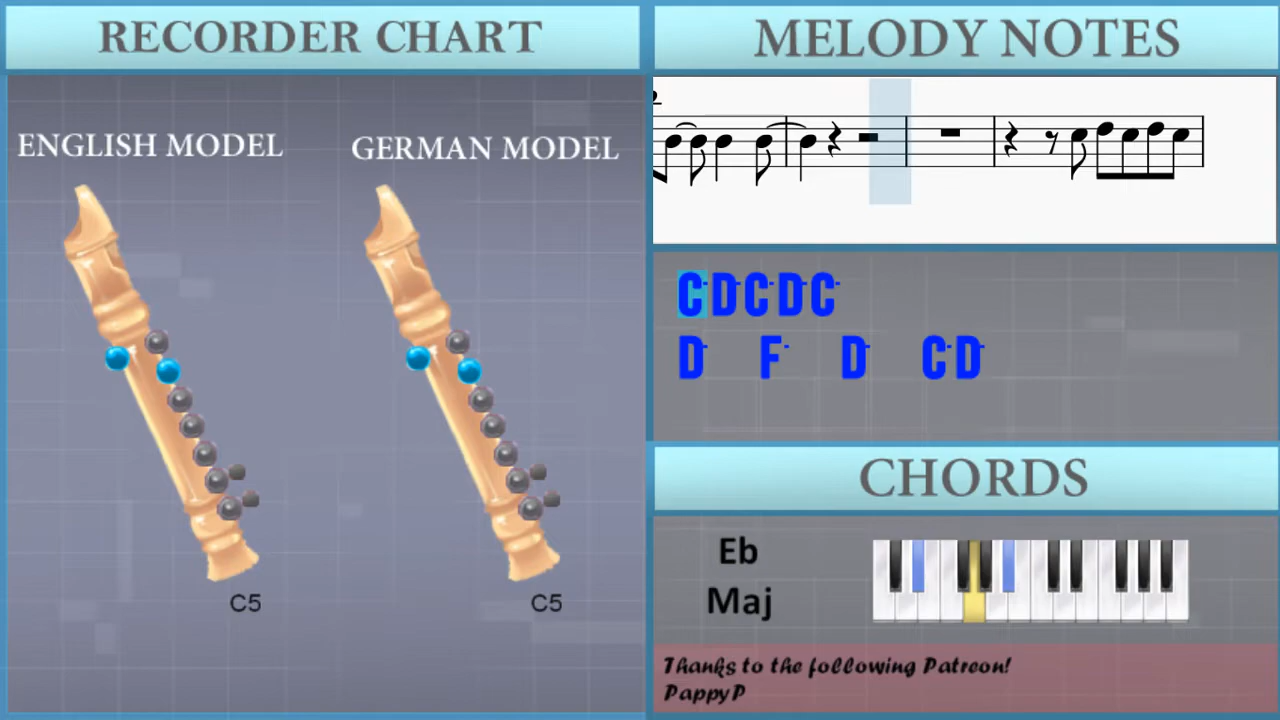 RECORDER CHART
MELODY NOTES
ENGLISH MODEL
GERMAN MODEL
C5
C5
C˙D˙C˙D˙C˙
D˙ F˙ D˙ C˙D˙
CHORDS
Eb
Maj
Thanks to the following Patreon!
PappyP